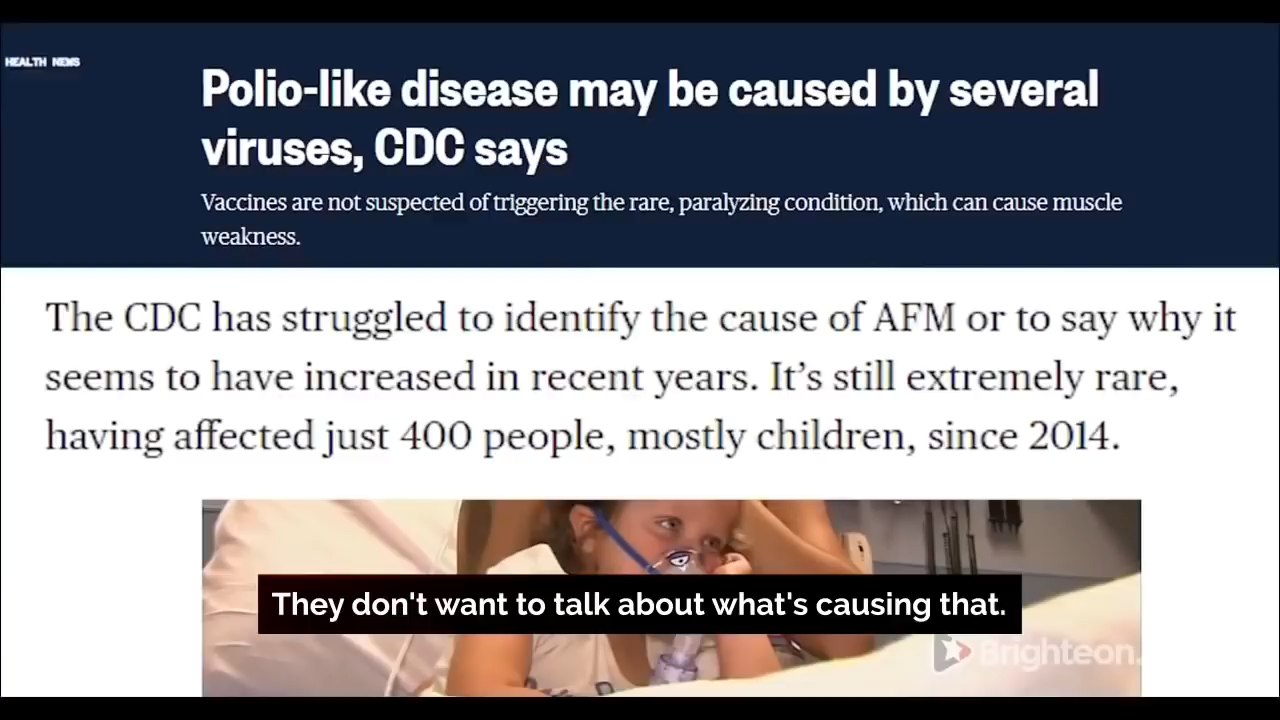 HEALTH NEWS
Polio-like disease may be caused by several
viruses, CDC says
Vaccines are not suspected of triggering the rare, paralyzing condition, which can cause muscle
weakness.
The CDC has struggled to identify the cause of AFM or to say why it
seems to have increased in recent years. It's still extremely rare,
having affected just 400 people, mostly children, since 2014.
They don't want to talk about what's causing that.
Brighteon.